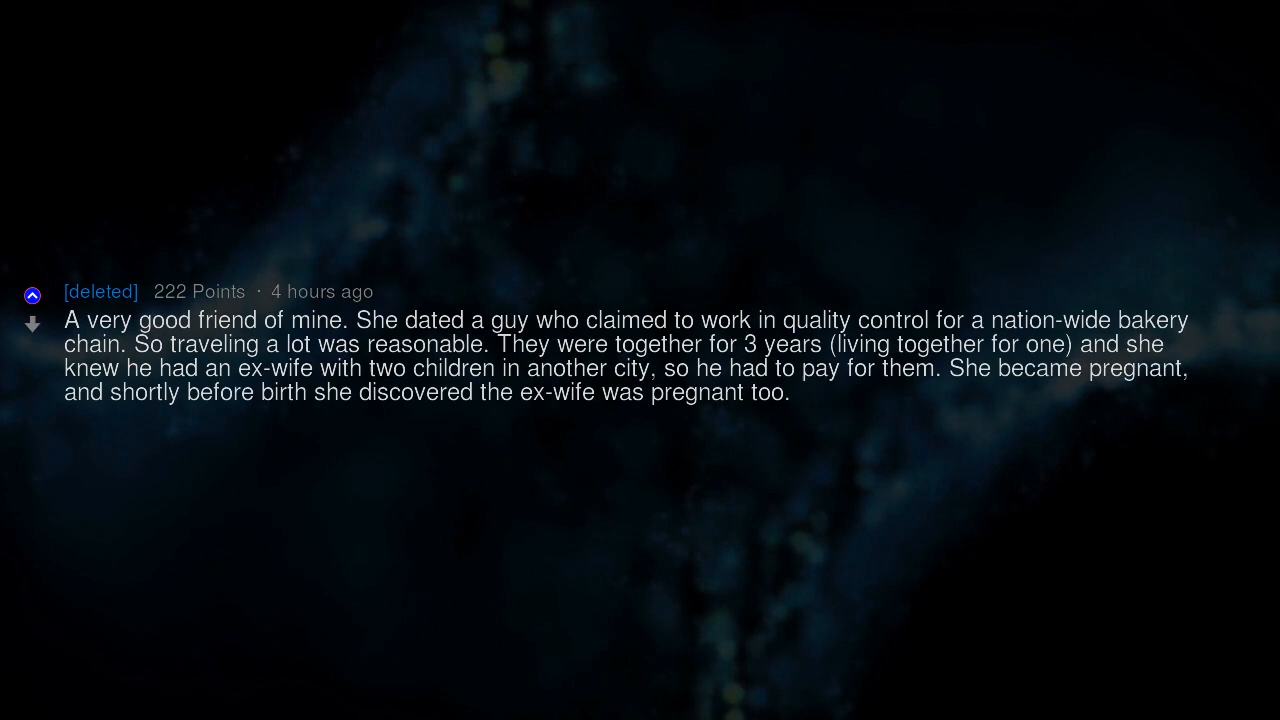 [deleted] 222 Points · 4 hours ago
A very good friend of mine. She dated a guy who claimed to work in quality control for a nation-wide bakery
chain. So traveling a lot was reasonable. They were together for 3 years (living together for one) and she
knew he had an ex-wife with two children in another city, so he had to pay for them. She became pregnant,
and shortly before birth she discovered the ex-wife was pregnant too.